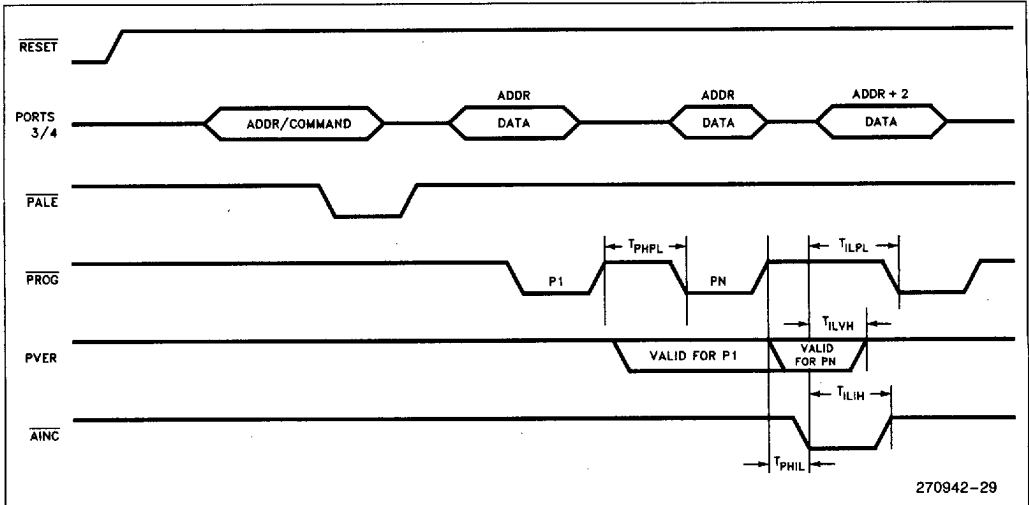 RESET
ADDR
ADDR
ADDR + 2
PORTS
3/4
ADDR/COMMAND
DATA
DATA
DATA
PALE
TPHPL
TILPL
PROG
P1
PN
TILVH
PVER
VALID FOR P1
VALID
FOR PN
TILIH
AINC
TPHIL
270942-29